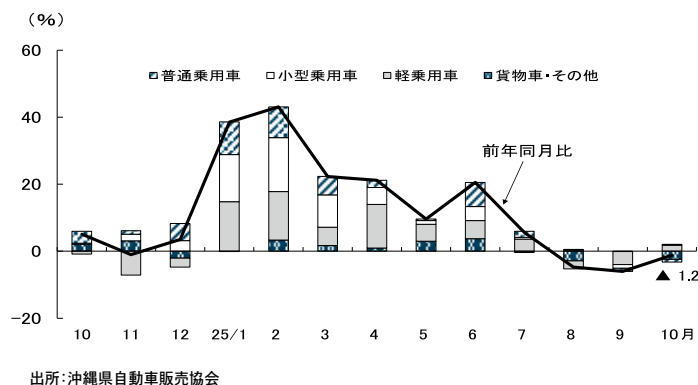 (%)
60
普通乗用車 小型乗用車 軽乗用車 貨物車・その他
40
前年同月比
20
0
▲ 1.2
−20
10 11 12 25/1 2 3 4 5 6 7 8 9 10月
出所:沖縄県自動車販売協会